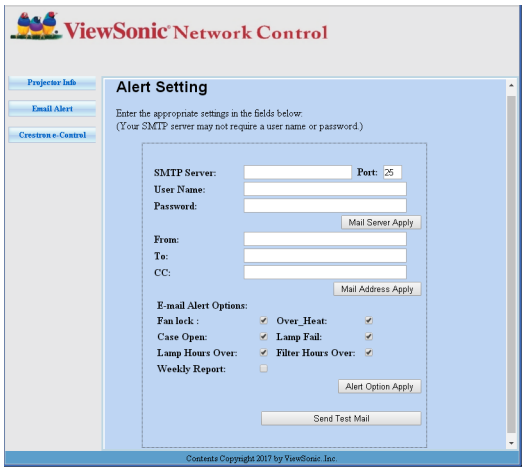 ViewSonic® Network Control
Projector Info
Email Alert
Crestron e-Control
Alert Setting
Enter the appropriate settings in the fields below:
(Your SMTP server may not require a user name or password.)
SMTP Server: Port: 25
User Name:
Password:
Mail Server Apply
From:
To:
CC:
Mail Address Apply
E-mail Alert Options:
Fan lock : Over_Heat:
Case Open: Lamp Fail:
Lamp Hours Over: Filter Hours Over:
Weekly Report:
Alert Option Apply
Send Test Mail
Contents Copyright 2017 by ViewSonic. Inc.